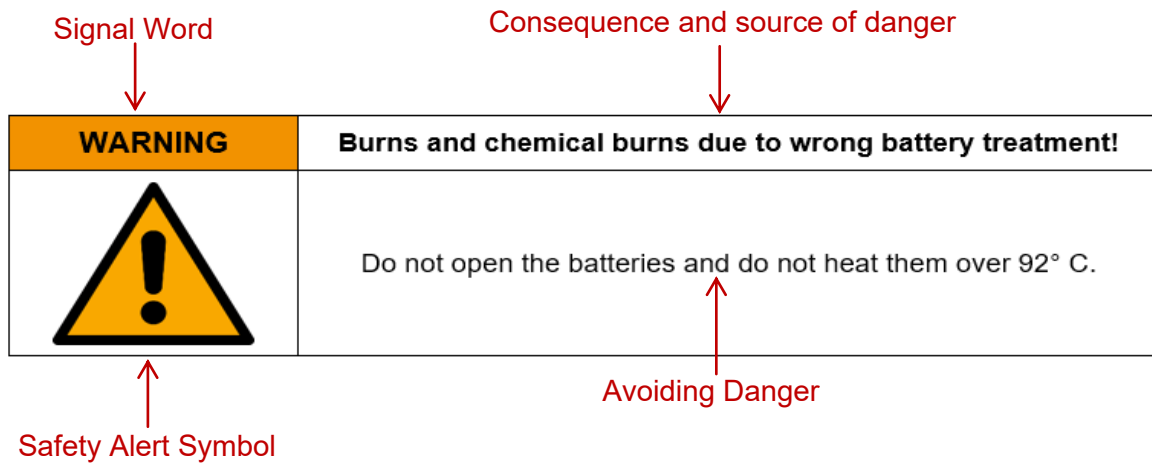 Signal Word
Consequence and source of danger
WARNING
Burns and chemical burns due to wrong battery treatment!
Do not open the batteries and do not heat them over 92° C.
Avoiding Danger
Safety Alert Symbol